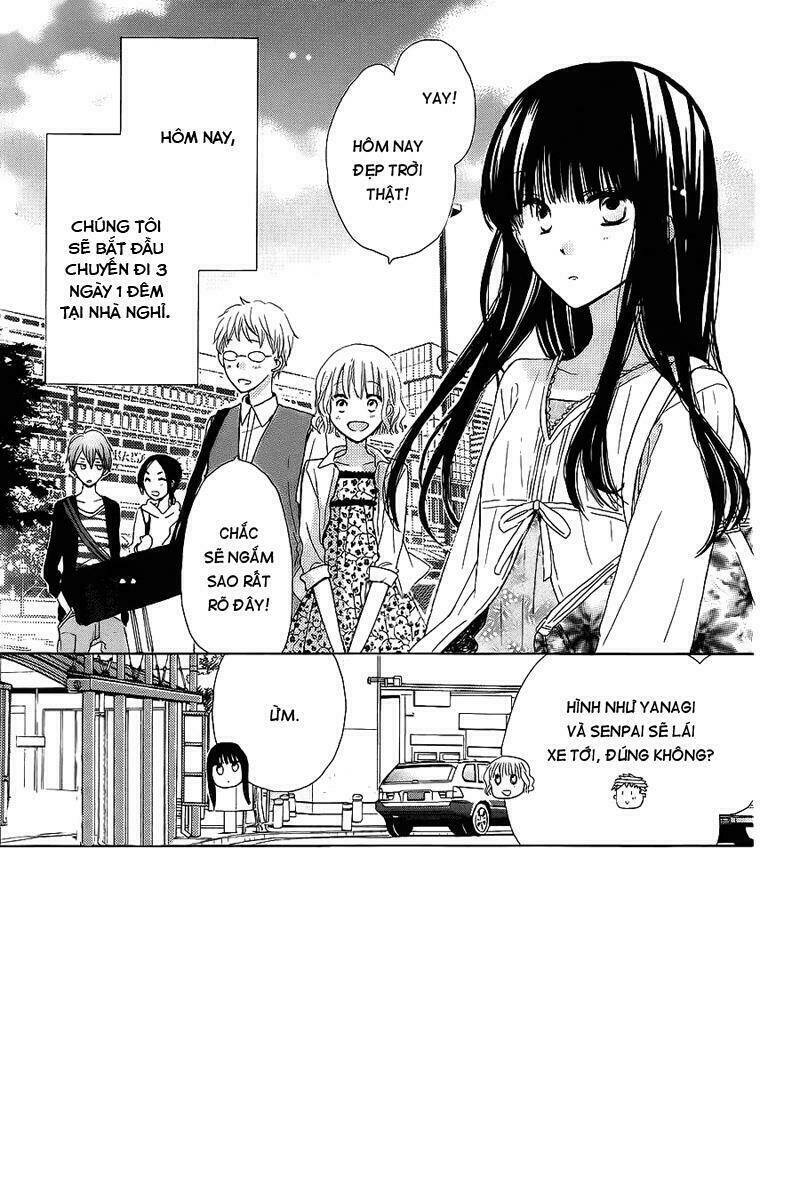 YAY!
HÔM NAY
ĐẸP TRỜI
THẬT!
HÔM NAY,
CHÚNG TÔI
SẼ BẮT ĐẦU
CHUYẾN ĐI 3
NGÀY 1 ĐÊM
TẠI NHÀ NGHỈ.
CHẮC
SẼ NGẮM
SAO RẤT
RÕ ĐÂY!
HÌNH NHƯ YANAGI
VÀ SENPAI SẼ LÁI
XE TỚI, ĐÚNG KHÔNG?
ỪM.